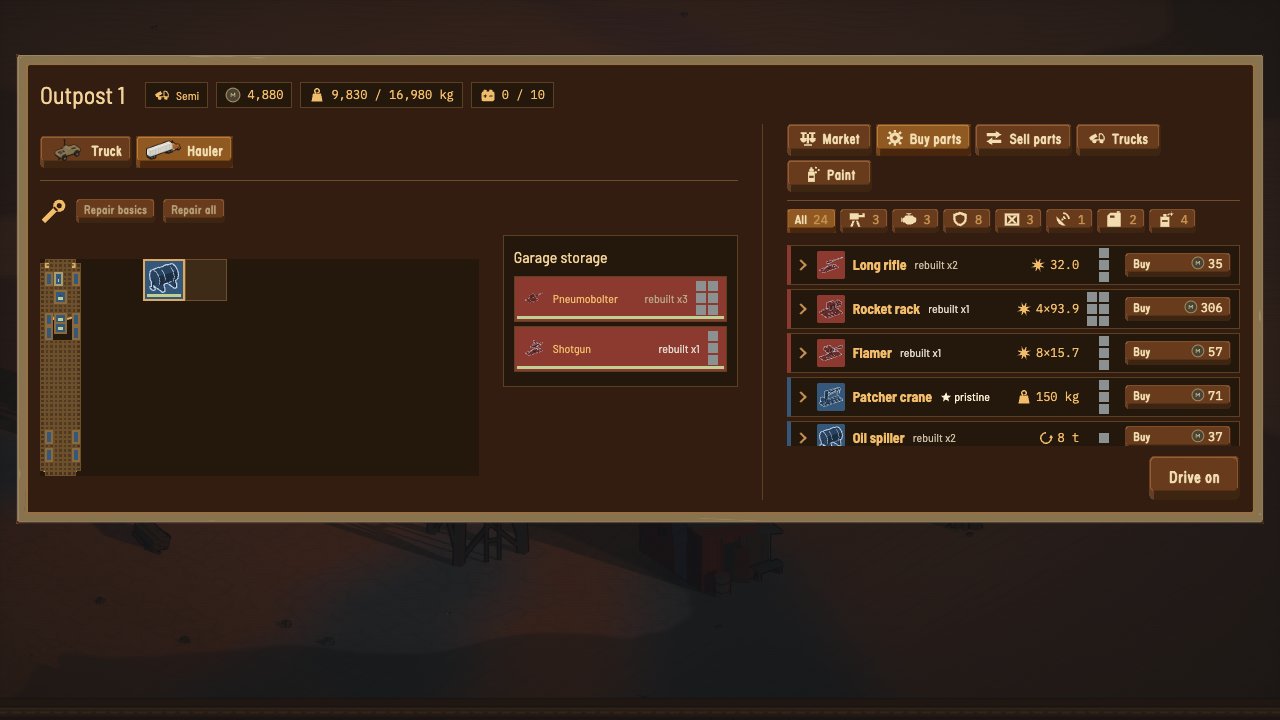 Outpost 1
Semi
4,880
9,830 / 16,980 kg
0 / 10
Truck
Hauler
Repair basics
Repair all
Garage storage
Pneumobolter rebuilt x3
Shotgun rebuilt x1
Market
Buy parts
Sell parts
Trucks
Paint
All 24
3
3
8
3
1
2
4
Long rifle rebuilt x2 32.0 Buy M 35
Rocket rack rebuilt x1 4×93.9 Buy M 306
Flamer rebuilt x1 8×15.7 Buy M 57
Patcher crane ★ pristine 150 kg Buy M 71
Oil spiller rebuilt x2 8 t Buy M 37
Drive on